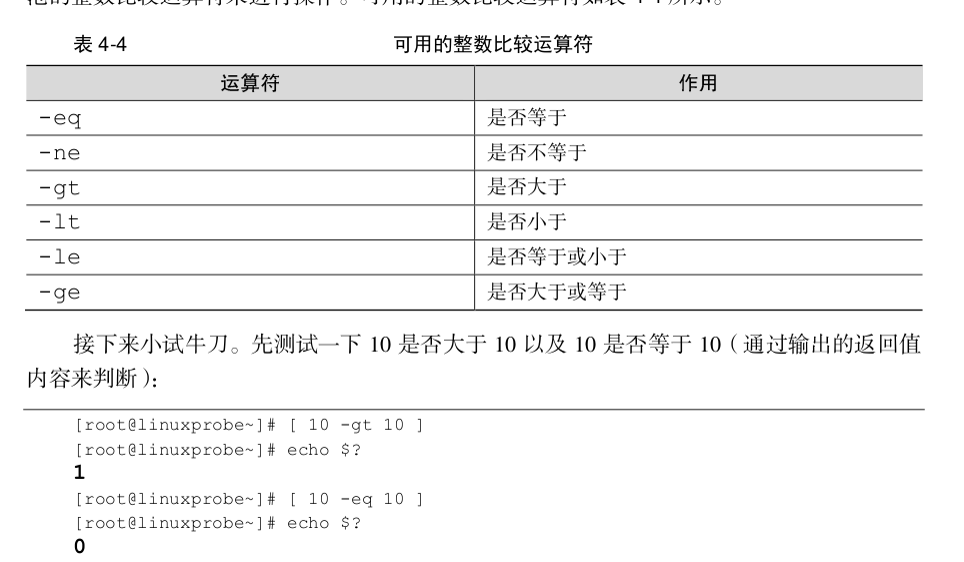 表 4-4 可用的整数比较运算符
运算符 作用
-eq 是否等于
-ne 是否不等于
-gt 是否大于
-lt 是否小于
-le 是否等于或小于
-ge 是否大于或等于
接下来小试牛刀。先测试一下 10 是否大于 10 以及 10 是否等于 10（通过输出的返回值
内容来判断）：
[root@linuxprobe~]# [ 10 -gt 10 ]
[root@linuxprobe~]# echo $?
1
[root@linuxprobe~]# [ 10 -eq 10 ]
[root@linuxprobe~]# echo $?
0